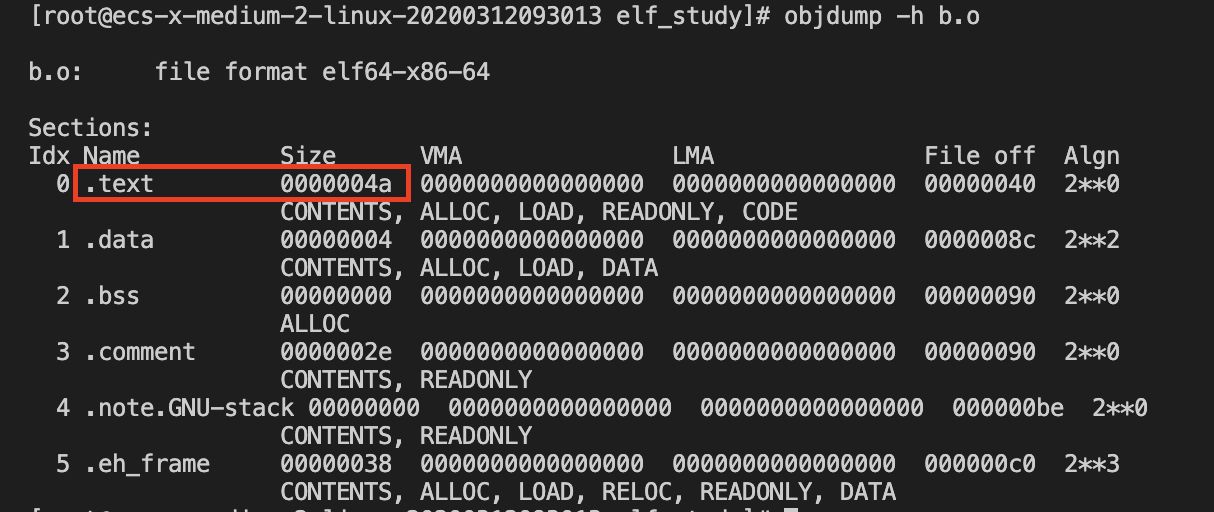 [root@ecs-x-medium-2-linux-20200312093013 elf_study]# objdump -h b.o
b.o:     file format elf64-x86-64
Sections:
Idx Name          Size      VMA               LMA               File off  Algn
  0 .text         0000004a  0000000000000000  0000000000000000  00000040  2**0
                  CONTENTS, ALLOC, LOAD, READONLY, CODE
  1 .data         00000004  0000000000000000  0000000000000000  0000008c  2**2
                  CONTENTS, ALLOC, LOAD, DATA
  2 .bss          00000000  0000000000000000  0000000000000000  00000090  2**0
                  ALLOC
  3 .comment      0000002e  0000000000000000  0000000000000000  00000090  2**0
                  CONTENTS, READONLY
  4 .note.GNU-stack 00000000  0000000000000000  0000000000000000  000000be  2**0
                  CONTENTS, READONLY
  5 .eh_frame     00000038  0000000000000000  0000000000000000  000000c0  2**3
                  CONTENTS, ALLOC, LOAD, RELOC, READONLY, DATA